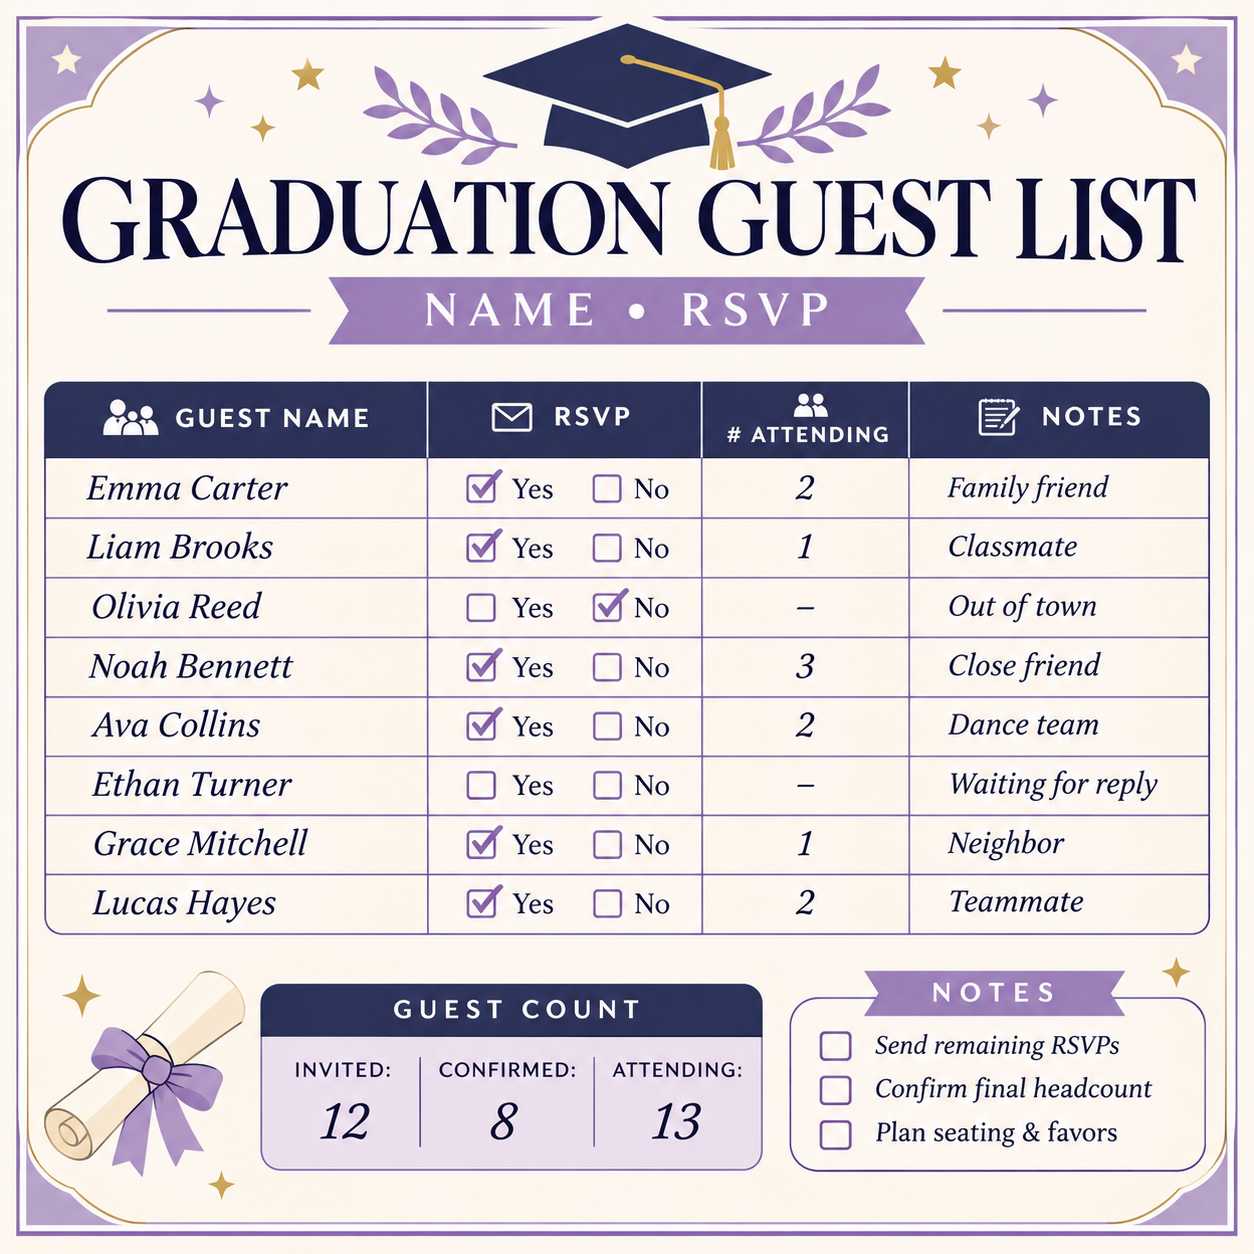 GRADUATION GUEST LIST
NAME • RSVP
GUEST NAME RSVP # ATTENDING NOTES
Emma Carter Yes No 2 Family friend
Liam Brooks Yes No 1 Classmate
Olivia Reed Yes No – Out of town
Noah Bennett Yes No 3 Close friend
Ava Collins Yes No 2 Dance team
Ethan Turner Yes No – Waiting for reply
Grace Mitchell Yes No 1 Neighbor
Lucas Hayes Yes No 2 Teammate
GUEST COUNT
INVITED: CONFIRMED: ATTENDING:
12 8 13
NOTES
Send remaining RSVPs
Confirm final headcount
Plan seating & favors